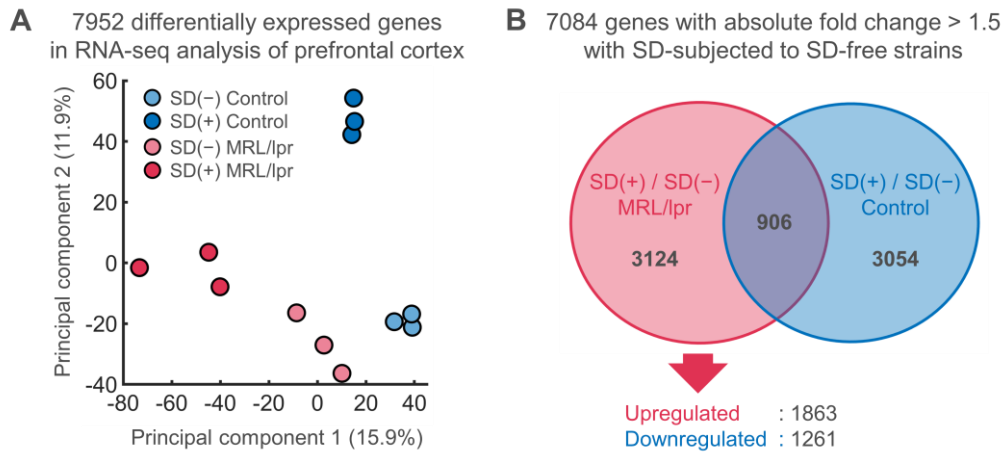 A
7952 differentially expressed genes
in RNA-seq analysis of prefrontal cortex
60
40
20
0
-20
-40
-80
-60
-40
-20
0
20
40
Principal component 2 (11.9%)
Principal component 1 (15.9%)
SD(−) Control
SD(+) Control
SD(−) MRL/lpr
SD(+) MRL/lpr
B
7084 genes with absolute fold change > 1.5
with SD-subjected to SD-free strains
SD(+) / SD(−)
MRL/lpr
3124
906
SD(+) / SD(−)
Control
3054
Upregulated : 1863
Downregulated : 1261